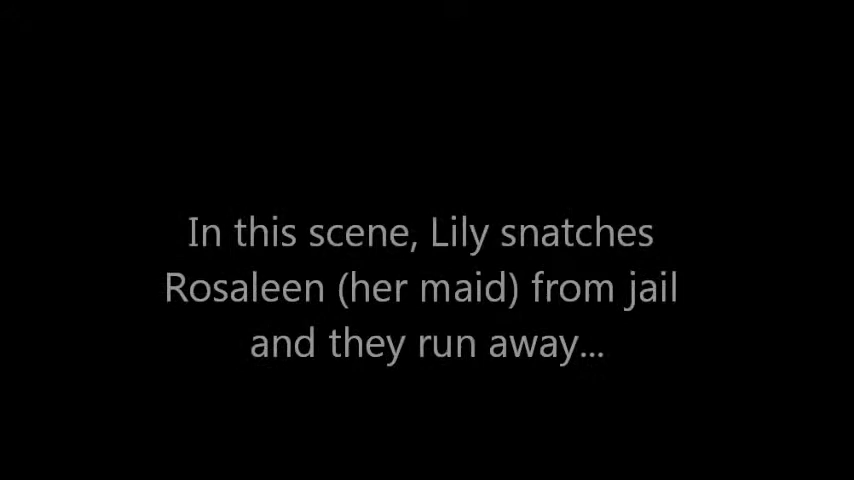 In this scene, Lily snatches
Rosaleen (her maid) from jail
and they run away...